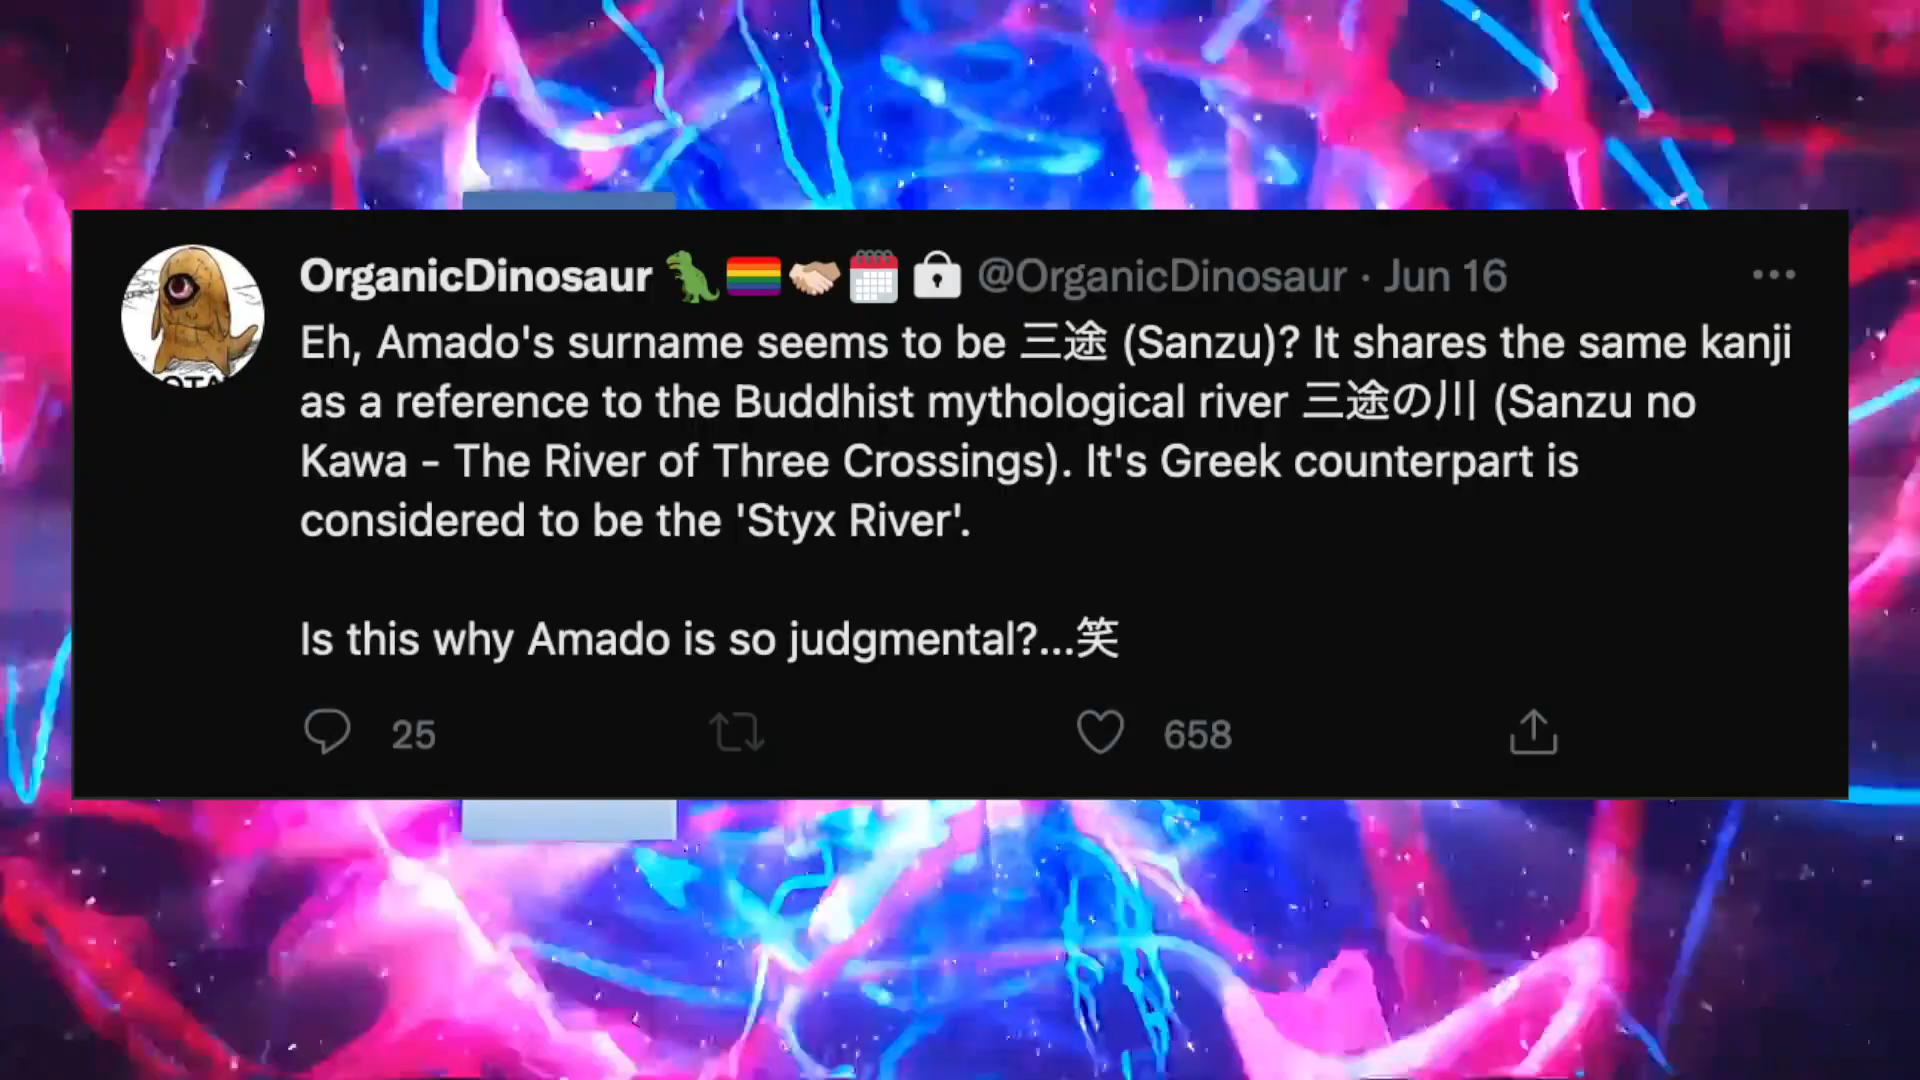 OrganicDinosaur 🦖🏳️‍🌈🤝🏻🗓️🔒 @OrganicDinosaur · Jun 16
Eh, Amado's surname seems to be 三途 (Sanzu)? It shares the same kanji
as a reference to the Buddhist mythological river 三途の川 (Sanzu no
Kawa - The River of Three Crossings). It's Greek counterpart is
considered to be the 'Styx River'.
Is this why Amado is so judgmental?...笑
25 658